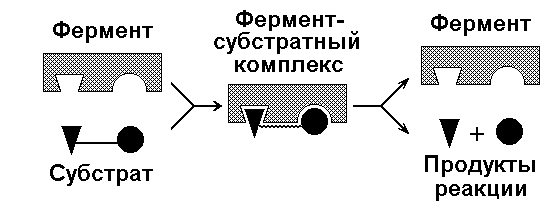 Фермент
Субстрат
Фермент-
субстратный
комплекс
Фермент
+
Продукты
реакции